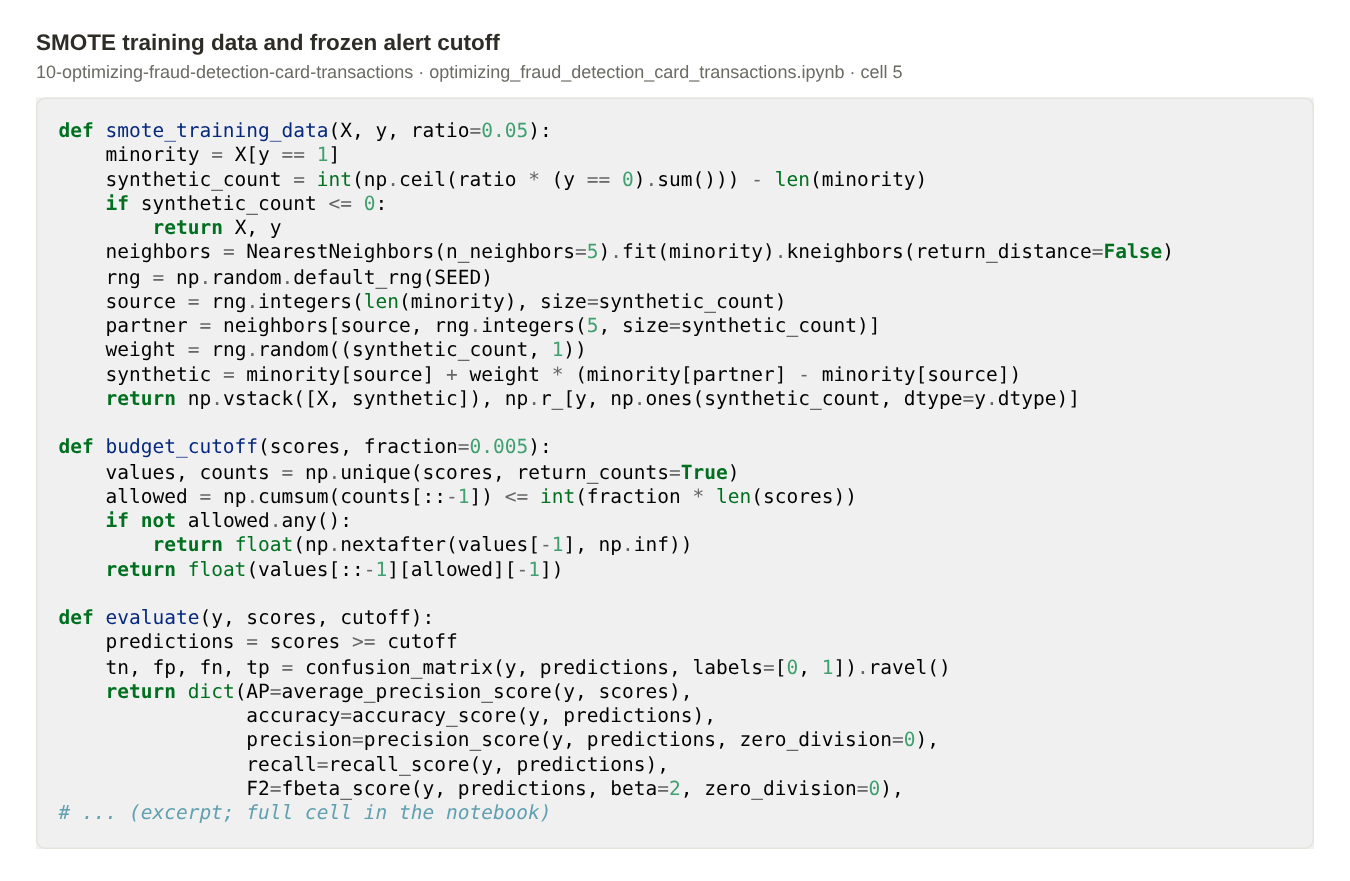 SMOTE training data and frozen alert cutoff
10-optimizing-fraud-detection-card-transactions · optimizing_fraud_detection_card_transactions.ipynb · cell 5
def smote_training_data(X, y, ratio=0.05):
    minority = X[y == 1]
    synthetic_count = int(np.ceil(ratio * (y == 0).sum())) - len(minority)
    if synthetic_count <= 0:
        return X, y
    neighbors = NearestNeighbors(n_neighbors=5).fit(minority).kneighbors(return_distance=False)
    rng = np.random.default_rng(SEED)
    source = rng.integers(len(minority), size=synthetic_count)
    partner = neighbors[source, rng.integers(5, size=synthetic_count)]
    weight = rng.random((synthetic_count, 1))
    synthetic = minority[source] + weight * (minority[partner] - minority[source])
    return np.vstack([X, synthetic]), np.r_[y, np.ones(synthetic_count, dtype=y.dtype)]

def budget_cutoff(scores, fraction=0.005):
    values, counts = np.unique(scores, return_counts=True)
    allowed = np.cumsum(counts[::-1]) <= int(fraction * len(scores))
    if not allowed.any():
        return float(np.nextafter(values[-1], np.inf))
    return float(values[::-1][allowed][-1])

def evaluate(y, scores, cutoff):
    predictions = scores >= cutoff
    tn, fp, fn, tp = confusion_matrix(y, predictions, labels=[0, 1]).ravel()
    return dict(AP=average_precision_score(y, scores),
                accuracy=accuracy_score(y, predictions),
                precision=precision_score(y, predictions, zero_division=0),
                recall=recall_score(y, predictions),
                F2=fbeta_score(y, predictions, beta=2, zero_division=0),
# ... (excerpt; full cell in the notebook)